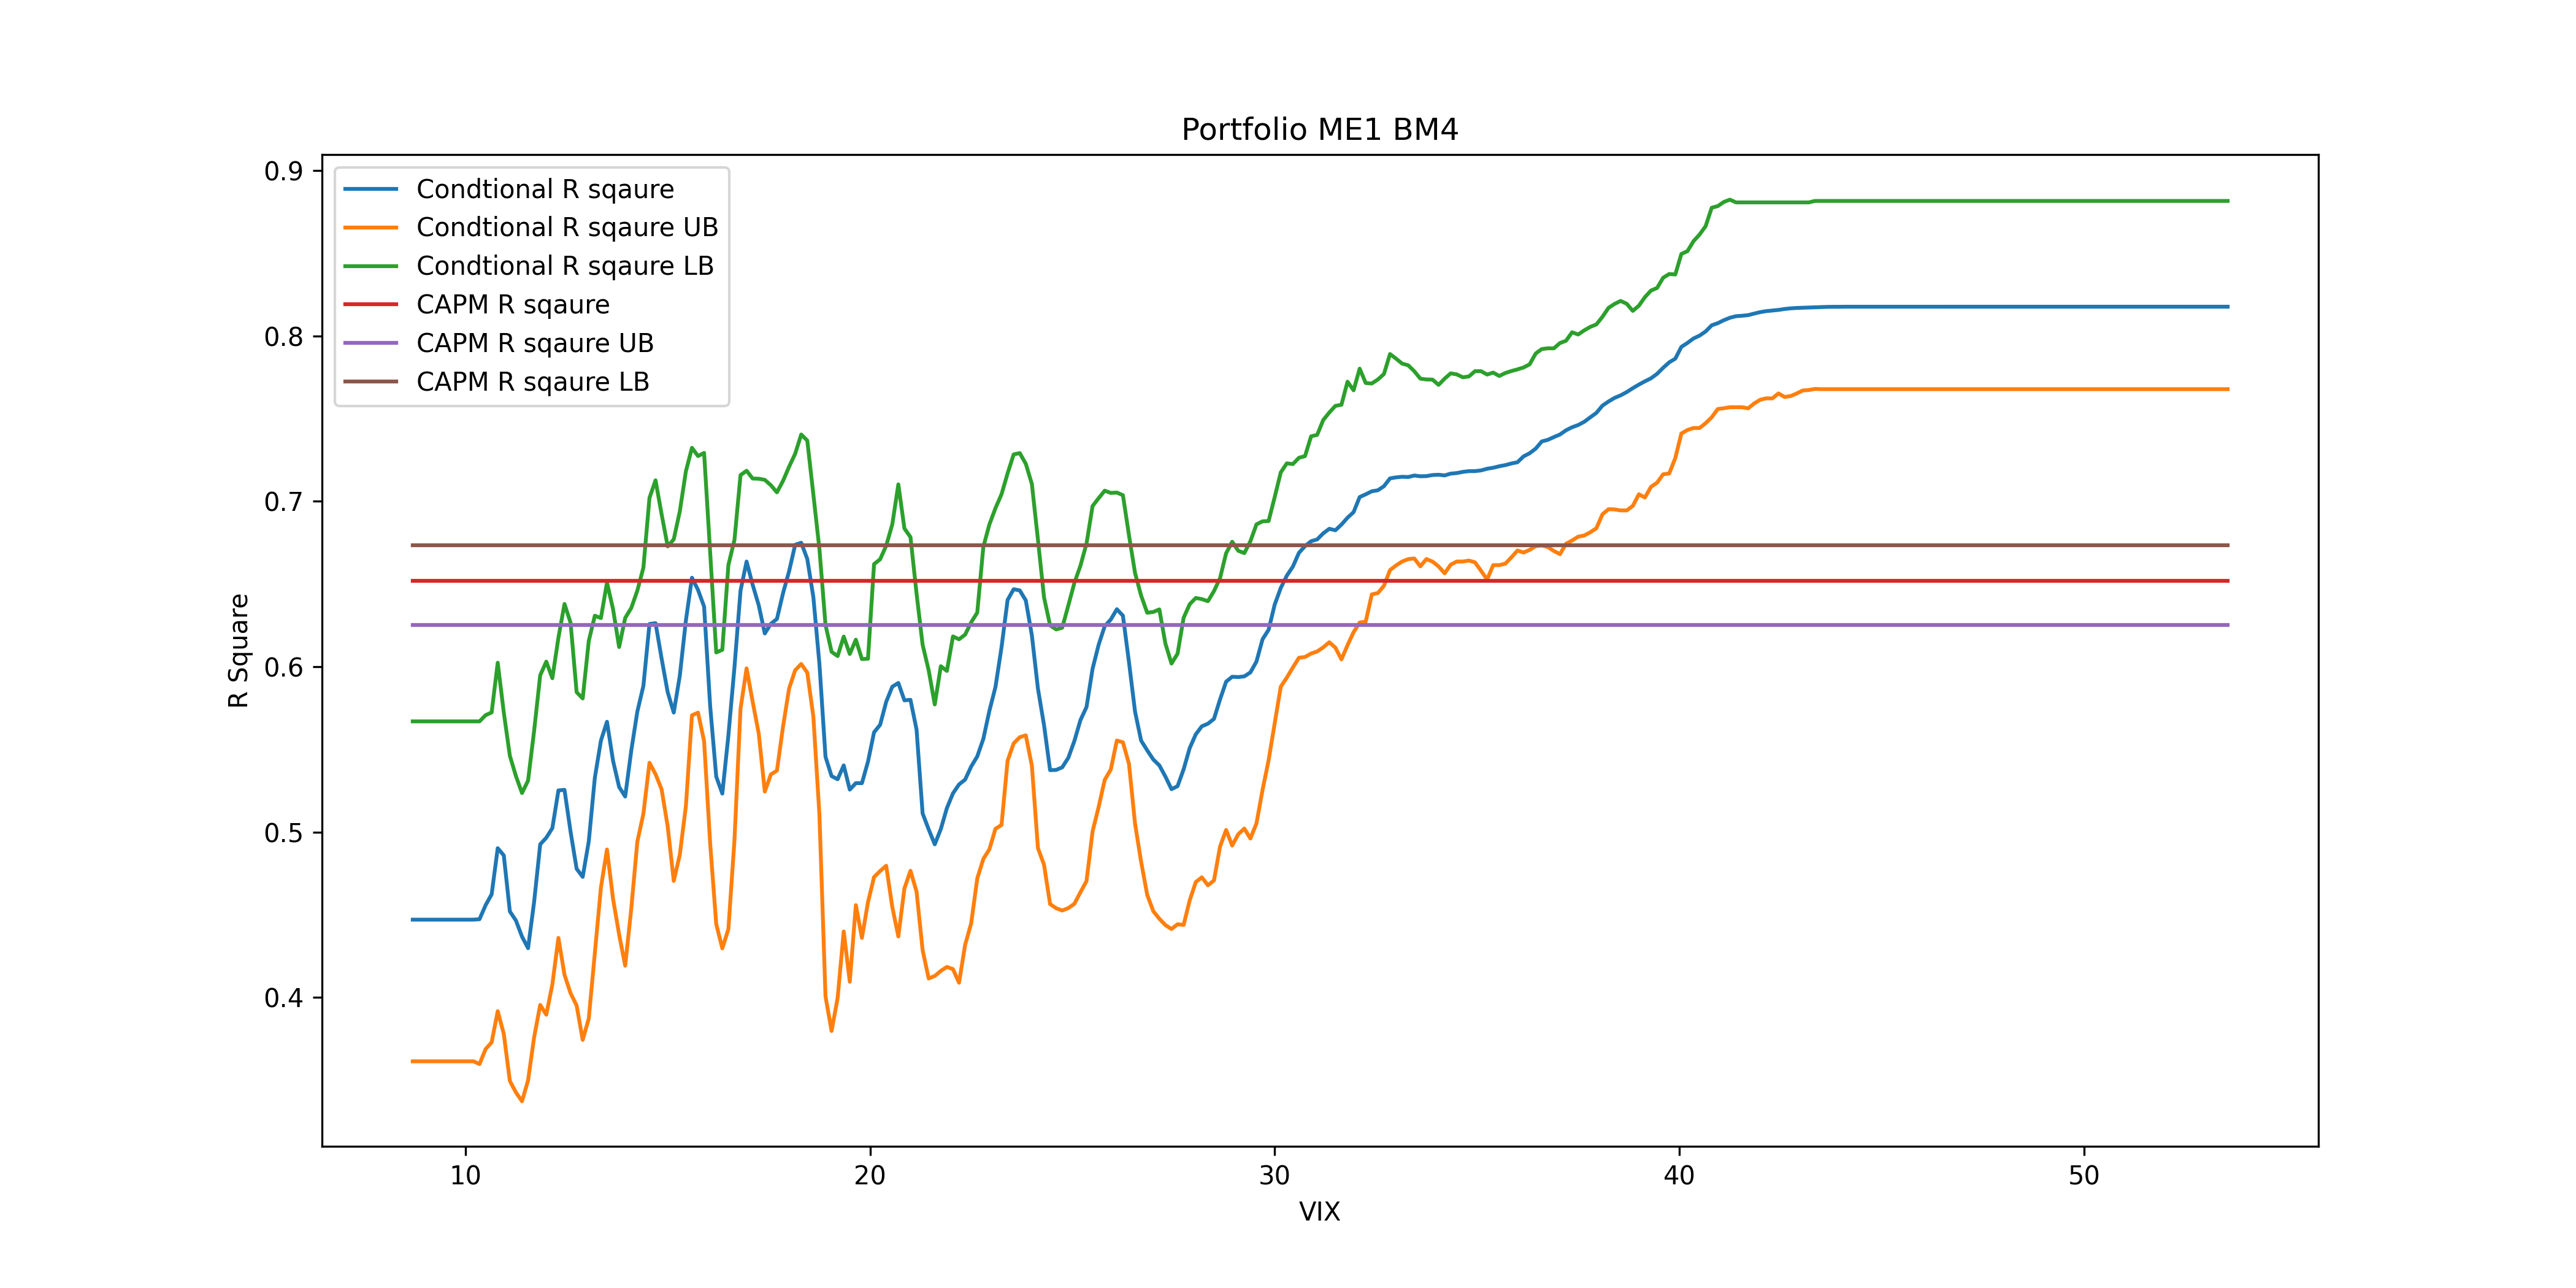 Portfolio ME1 BM4
Condtional R sqaure
Condtional R sqaure UB
Condtional R sqaure LB
CAPM R sqaure
CAPM R sqaure UB
CAPM R sqaure LB
0.9
0.8
0.7
0.6
0.5
0.4
R Square
10 20 30 40 50
VIX